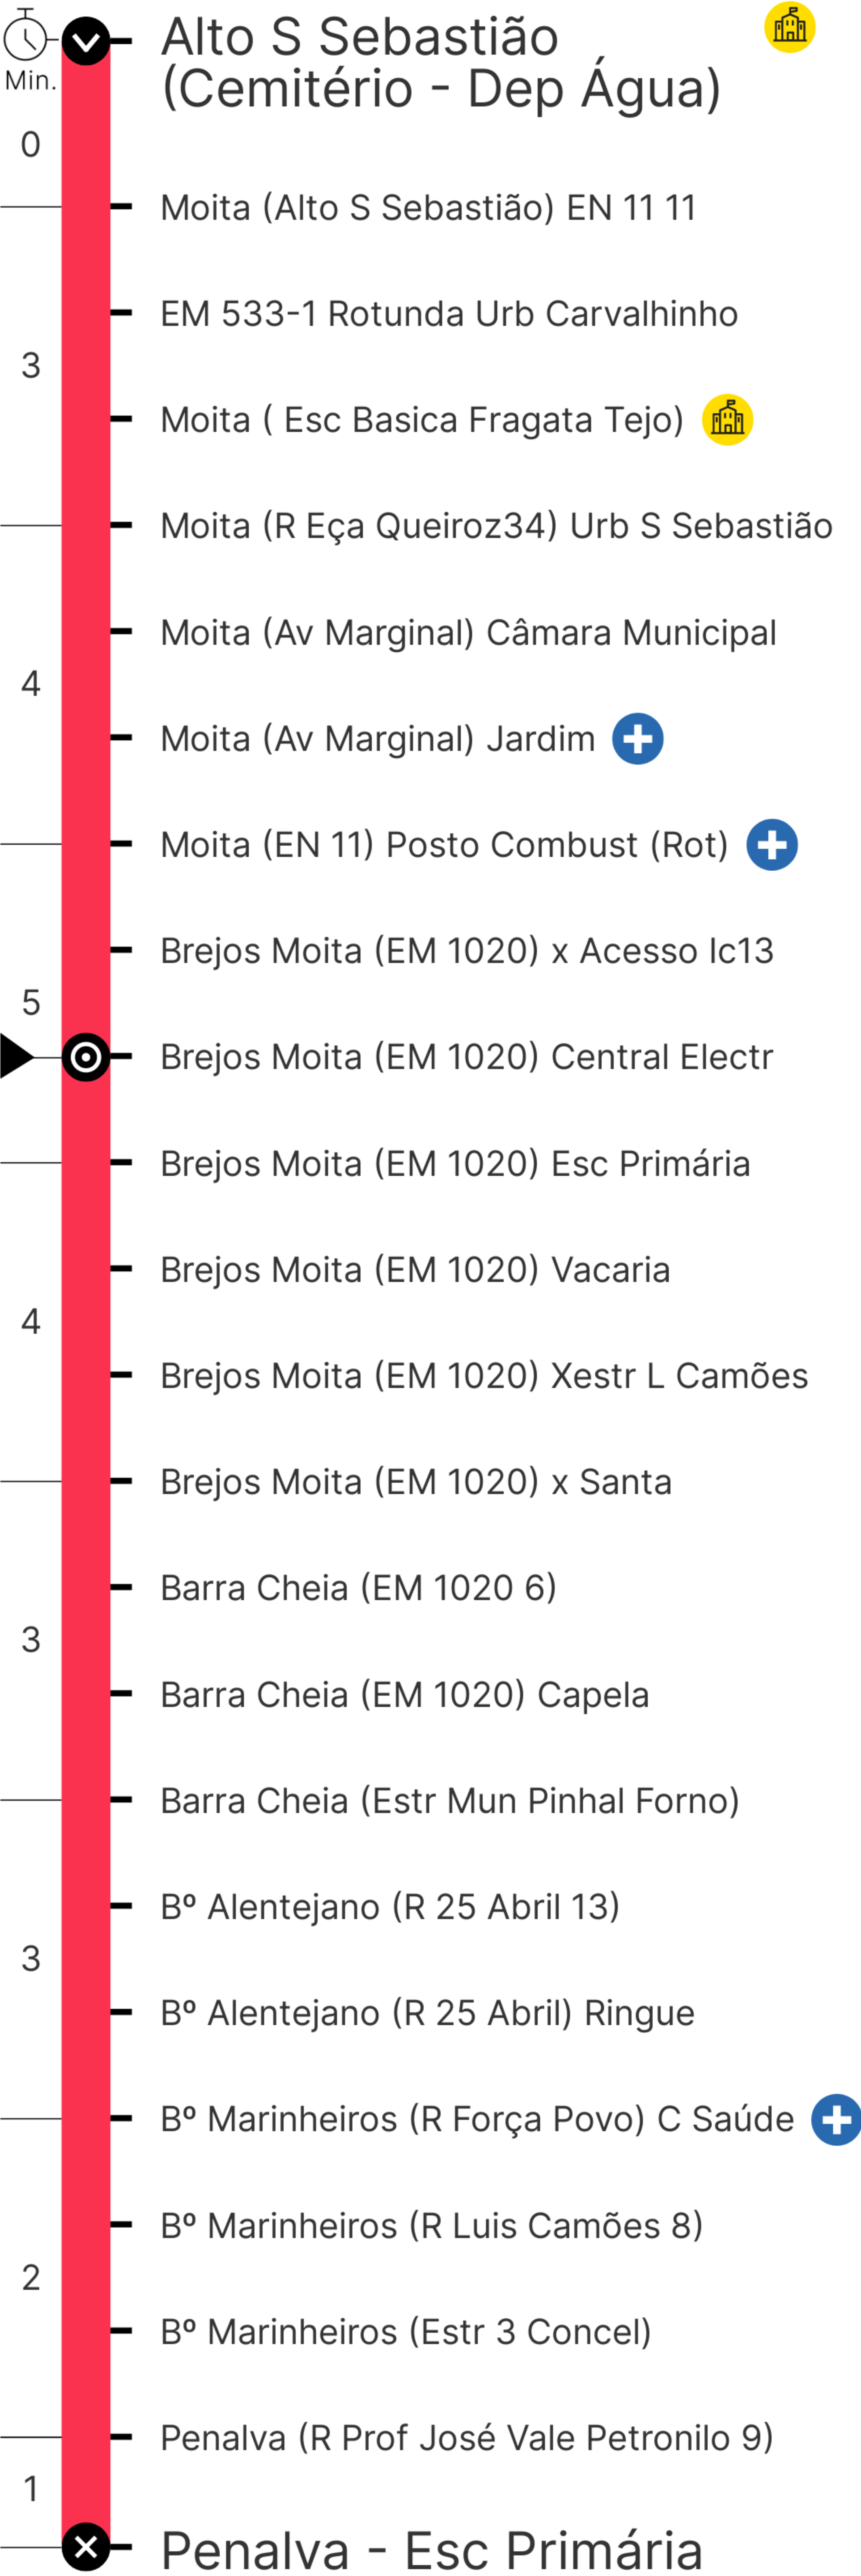 Alto S Sebastião
(Cemitério - Dep Água)
Min.
0
Moita (Alto S Sebastião) EN 11 11
EM 533-1 Rotunda Urb Carvalhinho
3
Moita ( Esc Basica Fragata Tejo)
Moita (R Eça Queiroz34) Urb S Sebastião
Moita (Av Marginal) Câmara Municipal
4
Moita (Av Marginal) Jardim
Moita (EN 11) Posto Combust (Rot)
Brejos Moita (EM 1020) x Acesso Ic13
5
Brejos Moita (EM 1020) Central Electr
Brejos Moita (EM 1020) Esc Primária
Brejos Moita (EM 1020) Vacaria
4
Brejos Moita (EM 1020) Xestr L Camões
Brejos Moita (EM 1020) x Santa
Barra Cheia (EM 1020 6)
3
Barra Cheia (EM 1020) Capela
Barra Cheia (Estr Mun Pinhal Forno)
Bº Alentejano (R 25 Abril 13)
3
Bº Alentejano (R 25 Abril) Ringue
Bº Marinheiros (R Força Povo) C Saúde
Bº Marinheiros (R Luis Camões 8)
2
Bº Marinheiros (Estr 3 Concel)
Penalva (R Prof José Vale Petronilo 9)
1
Penalva - Esc Primária